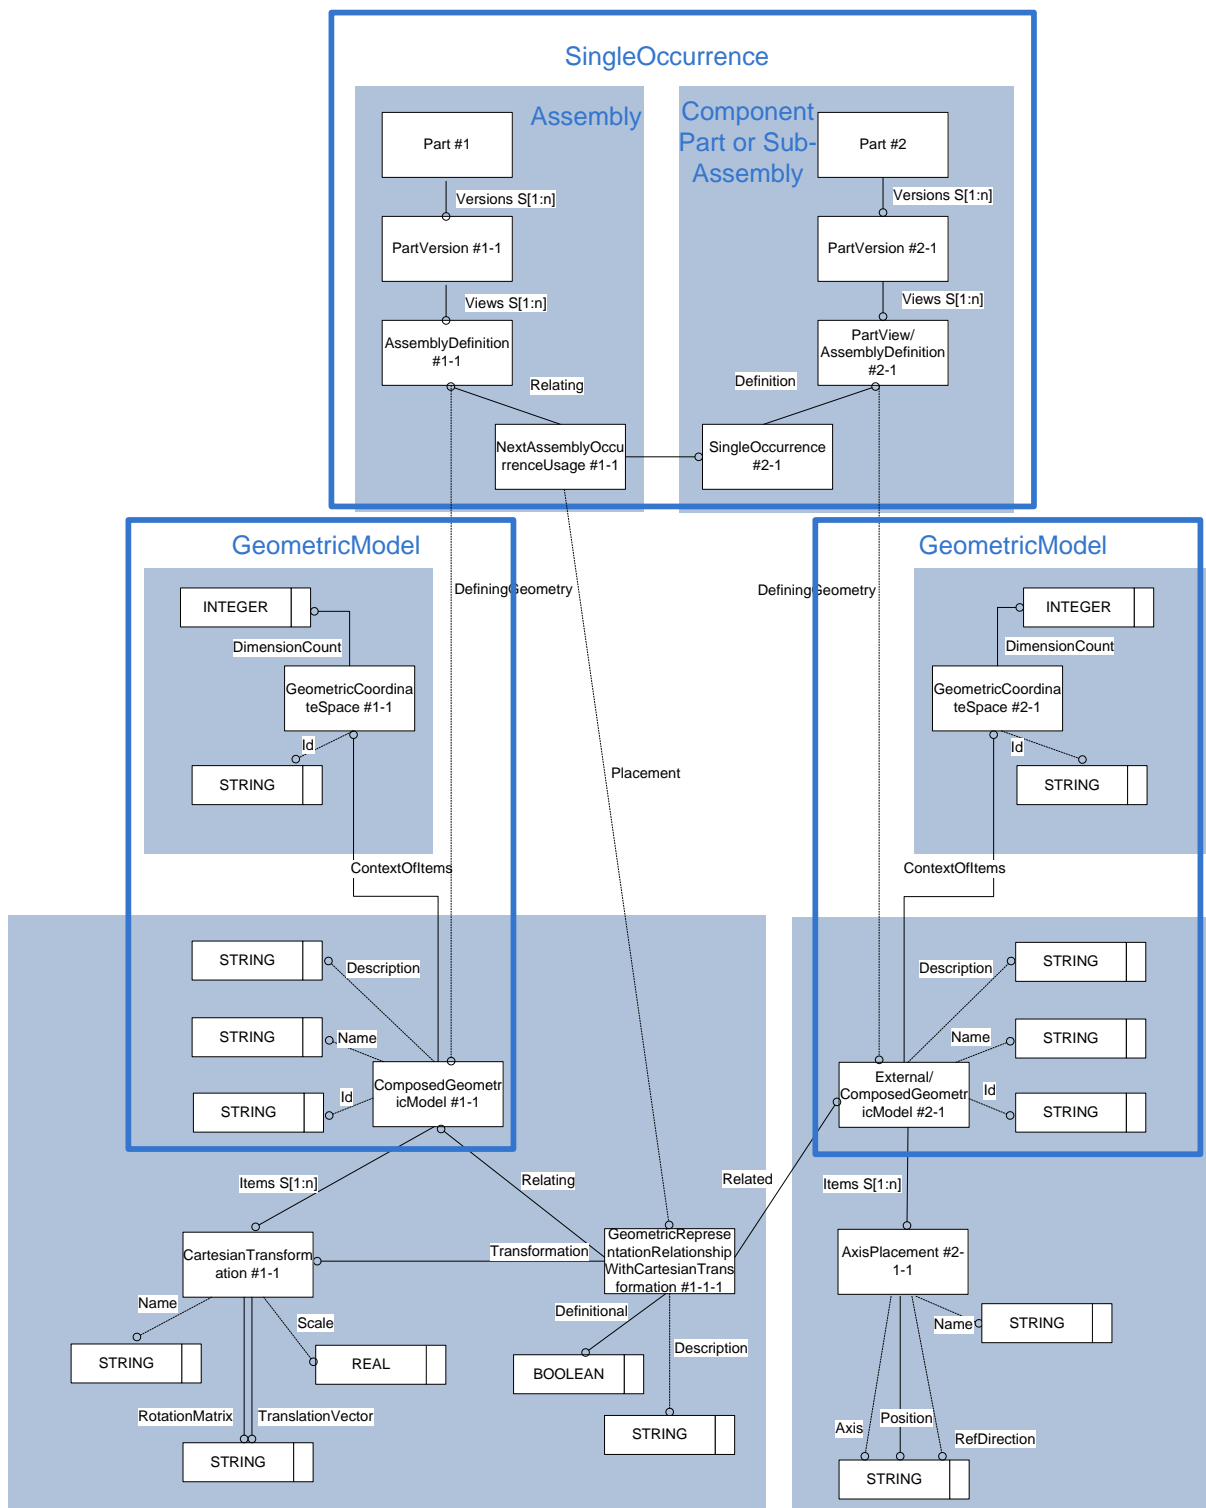 SingleOccurrence
Assembly
Component
Part or Sub-
Assembly
Part #1
Part #2
Versions S[1:n]
Versions S[1:n]
PartVersion #1-1
PartVersion #2-1
Views S[1:n]
Views S[1:n]
AssemblyDefinition
#1-1
PartView/
AssemblyDefinition
#2-1
Relating
Definition
NextAssemblyOccu
rrenceUsage #1-1
SingleOccurrence
#2-1
GeometricModel
GeometricModel
DefiningGeometry
DefiningGeometry
INTEGER
INTEGER
DimensionCount
DimensionCount
GeometricCoordina
teSpace #1-1
GeometricCoordina
teSpace #2-1
Id
Id
STRING
STRING
Placement
ContextOfItems
ContextOfItems
STRING
Description
Description
STRING
STRING
Name
Name
STRING
ComposedGeometr
icModel #1-1
External/
ComposedGeometr
icModel #2-1
Id
Id
STRING
STRING
Items S[1:n]
Relating
Related
Items S[1:n]
CartesianTransform
ation #1-1
Transformation
GeometricReprese
ntationRelationship
WithCartesianTrans
formation #1-1-1
AxisPlacement #2-
1-1
Name
Scale
Definitional
Description
Name
STRING
STRING
REAL
BOOLEAN
RotationMatrix
TranslationVector
Axis
Position
RefDirection
STRING
STRING
STRING